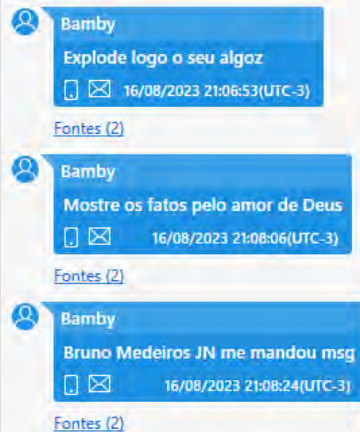 Bamby
Explode logo o seu algoz
16/08/2023 21:06:53(UTC-3)
Fontes (2)
Bamby
Mostre os fatos pelo amor de Deus
16/08/2023 21:08:06(UTC-3)
Fontes (2)
Bamby
Bruno Medeiros JN me mandou msg
16/08/2023 21:08:24(UTC-3)
Fontes (2)